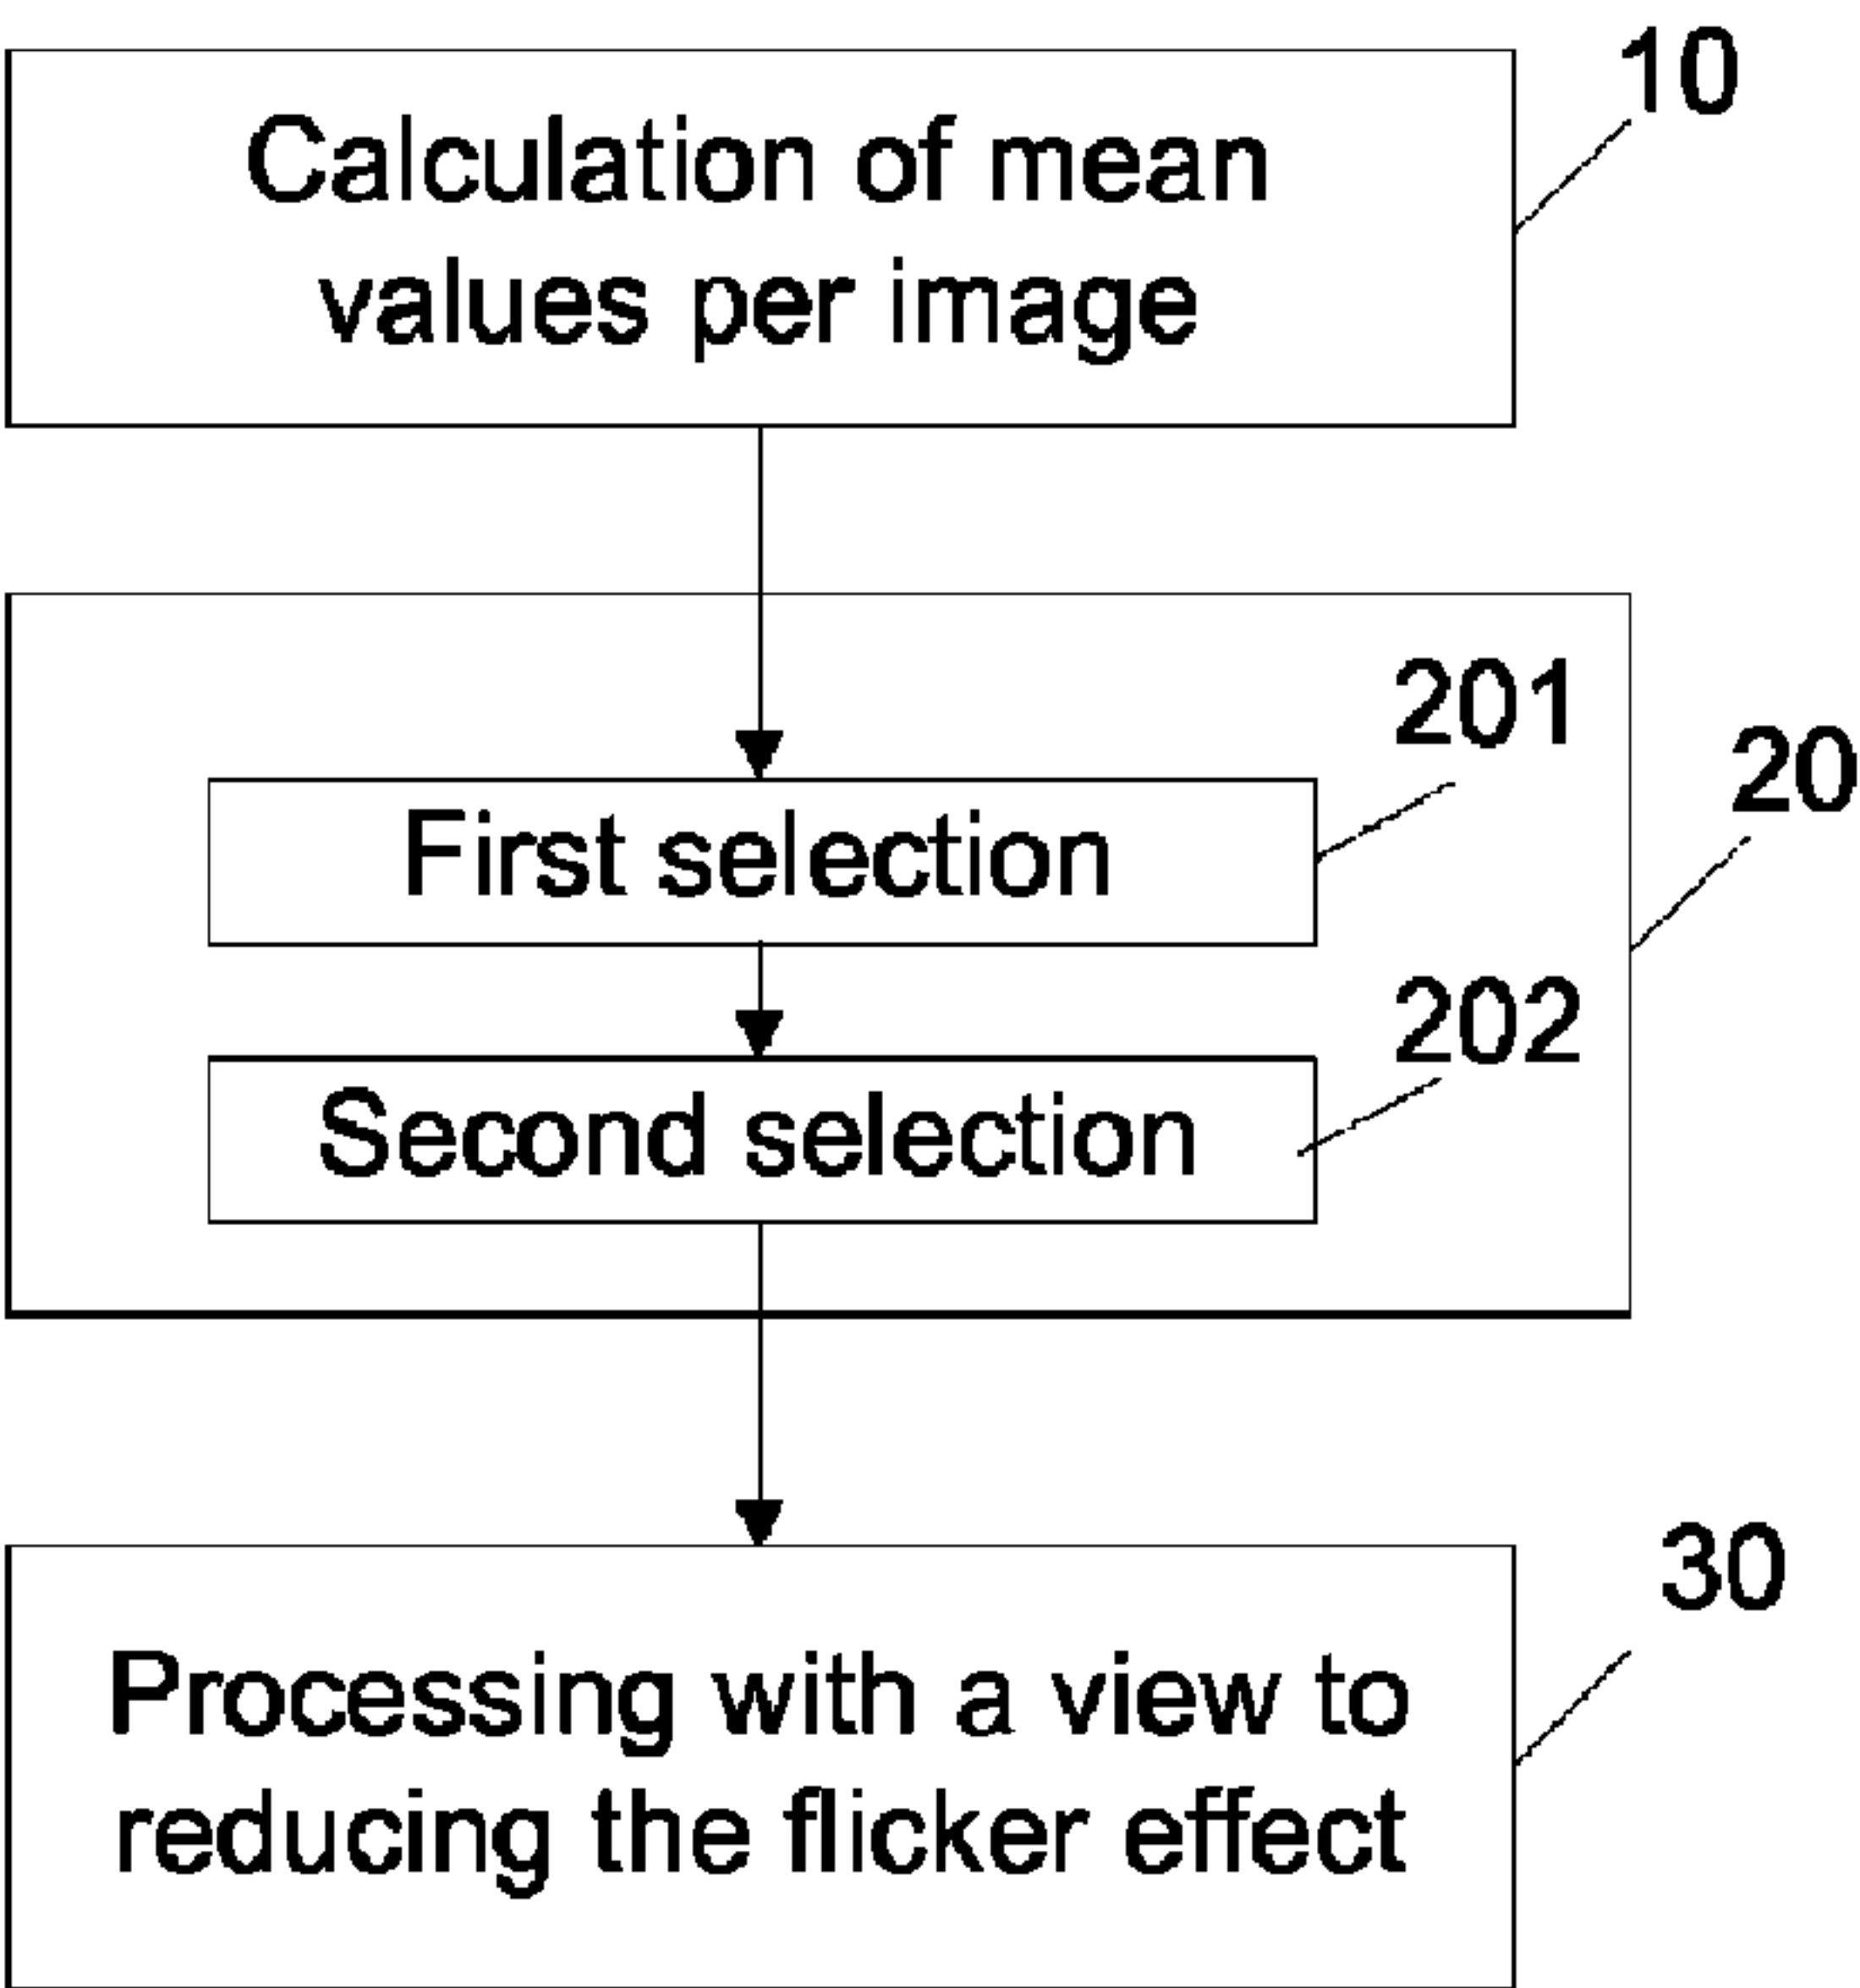 10
Calculation of mean
values per image
201
20
First selection
202
Second selection
30
Processing with a view to
reducing the flicker effect